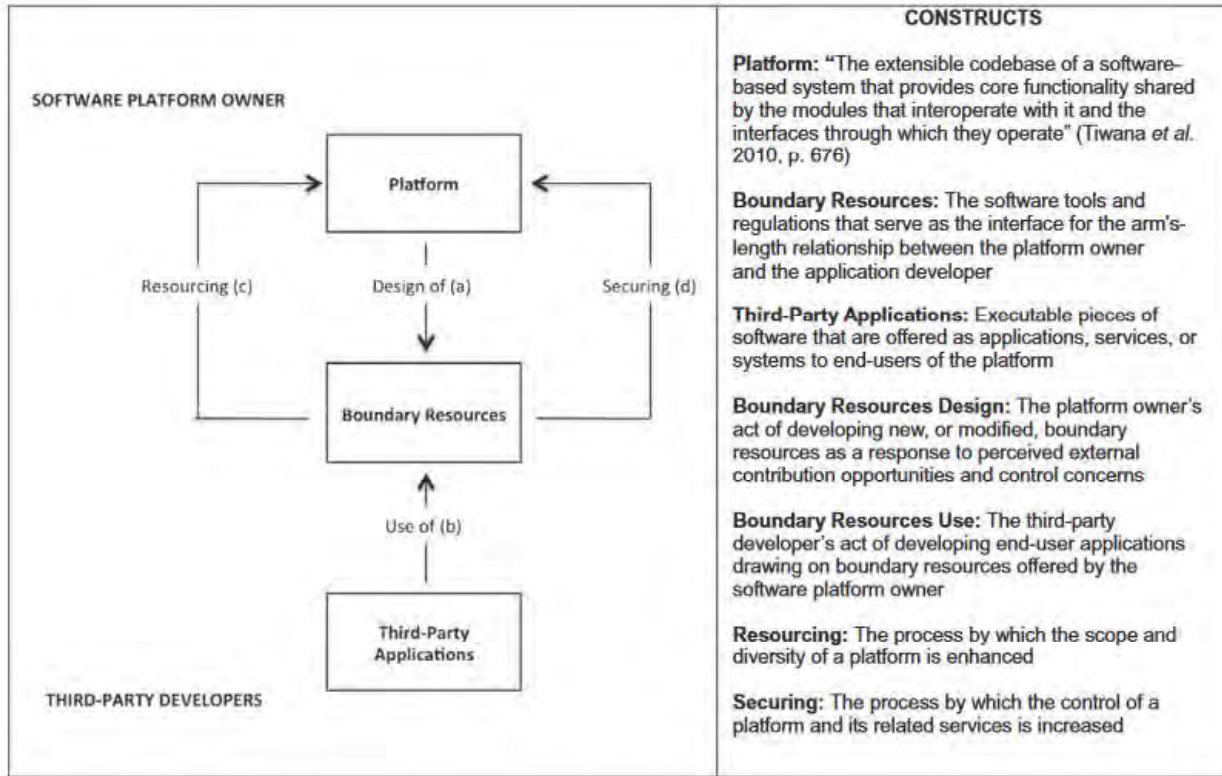 SOFTWARE PLATFORM OWNER
Platform
Resourcing (c)
Design of (a)
Securing (d)
Boundary Resources
Use of (b)
Third-Party
Applications
THIRD-PARTY DEVELOPERS
CONSTRUCTS
Platform: “The extensible codebase of a software-
based system that provides core functionality shared
by the modules that interoperate with it and the
interfaces through which they operate” (Tiwana et al.
2010, p. 676)
Boundary Resources: The software tools and
regulations that serve as the interface for the arm’s-
length relationship between the platform owner
and the application developer
Third-Party Applications: Executable pieces of
software that are offered as applications, services, or
systems to end-users of the platform
Boundary Resources Design: The platform owner’s
act of developing new, or modified, boundary
resources as a response to perceived external
contribution opportunities and control concerns
Boundary Resources Use: The third-party
developer’s act of developing end-user applications
drawing on boundary resources offered by the
software platform owner
Resourcing: The process by which the scope and
diversity of a platform is enhanced
Securing: The process by which the control of a
platform and its related services is increased